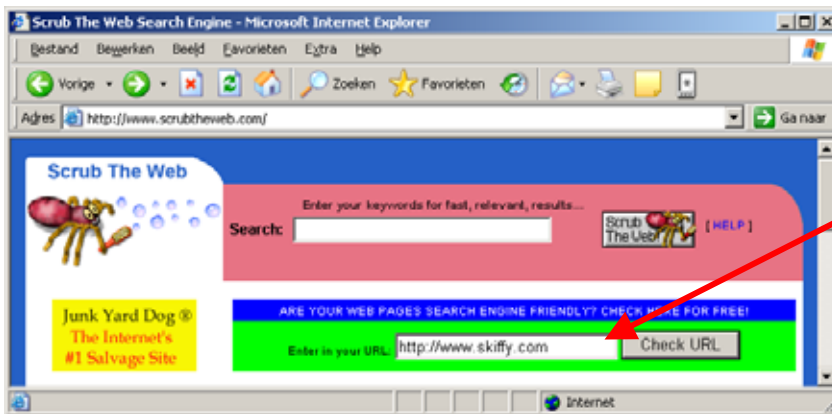 Scrub The Web Search Engine - Microsoft Internet Explorer
Bestand Bewerken Beeld Favorieten Extra Help
Vorige Zoeken Favorieten
Adres http://www.scrubtheweb.com/ Ga naar
Scrub The Web
Enter your keywords for fast, relevant, results...
Search: Scrub The Web [HELP]
Junk Yard Dog ®
The Internet's
#1 Salvage Site
ARE YOUR WEB PAGES SEARCH ENGINE FRIENDLY? CHECK HERE FOR FREE!
Enter in your URL: http://www.skiffy.com Check URL
Internet